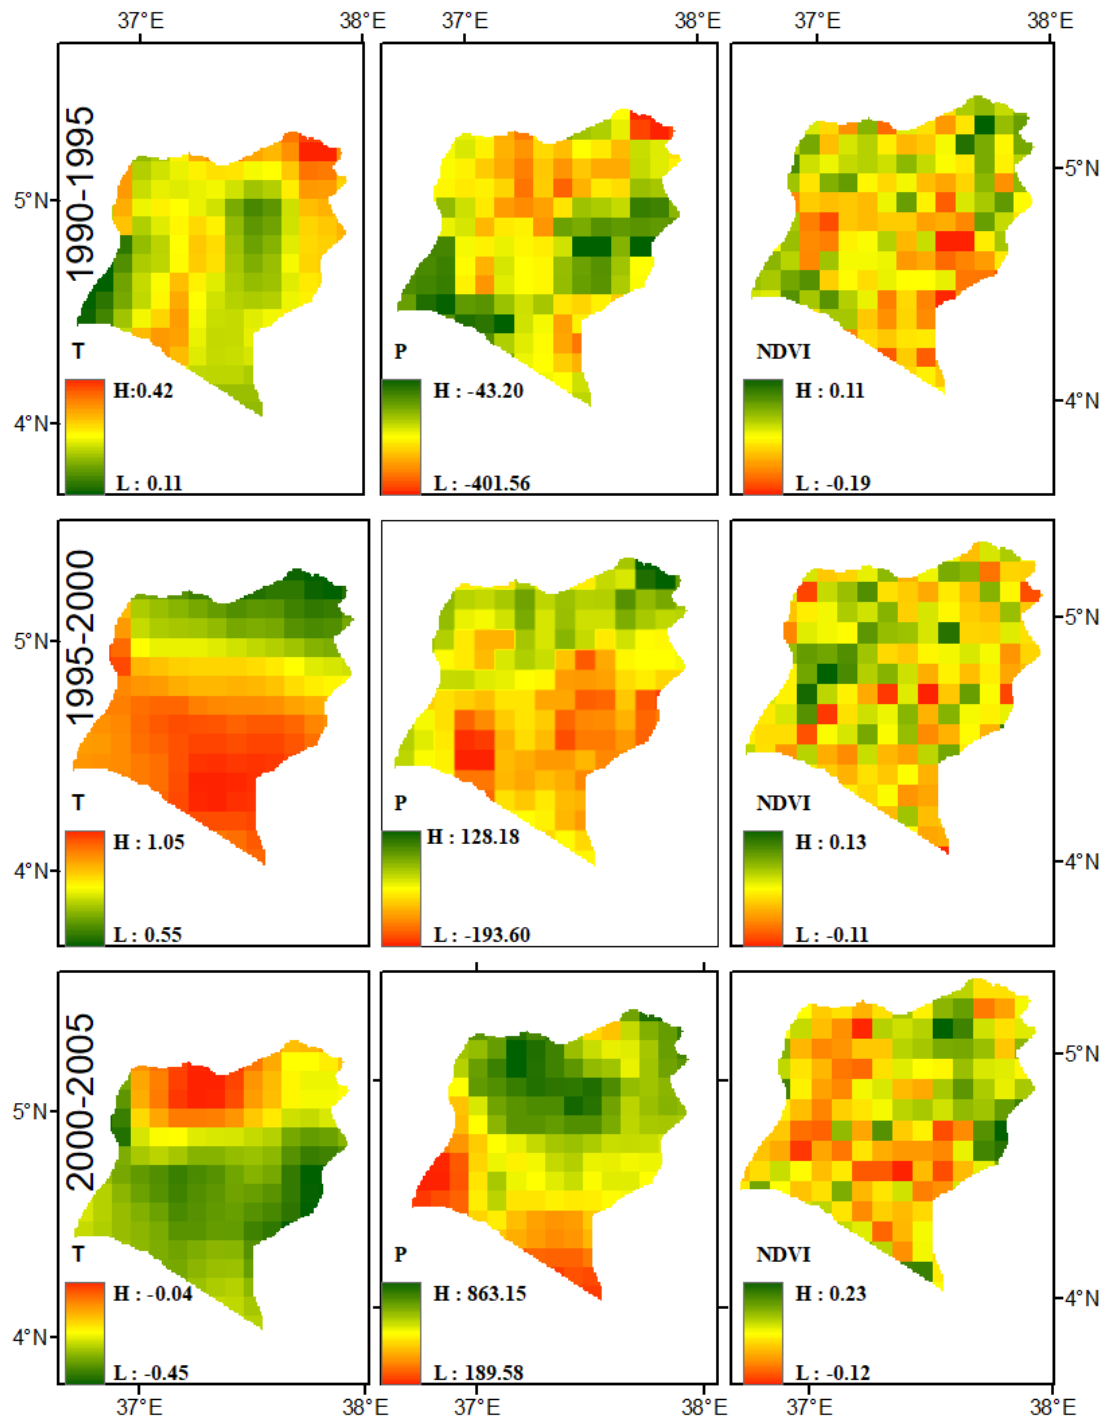 37°E 38°E 37°E 38°E 37°E 38°E
1990-1995
5°N
5°N
T
P
NDVI
H:0.42
H : -43.20
H : 0.11
4°N
4°N
L : 0.11
L : -401.56
L : -0.19
1995-2000
5°N
5°N
T
P
NDVI
H : 1.05
H : 128.18
H : 0.13
4°N
4°N
L : 0.55
L : -193.60
L : -0.11
2000-2005
5°N
5°N
T
P
NDVI
H : -0.04
H : 863.15
H : 0.23
4°N
4°N
L : -0.45
L : 189.58
L : -0.12
37°E 38°E 37°E 38°E 37°E 38°E